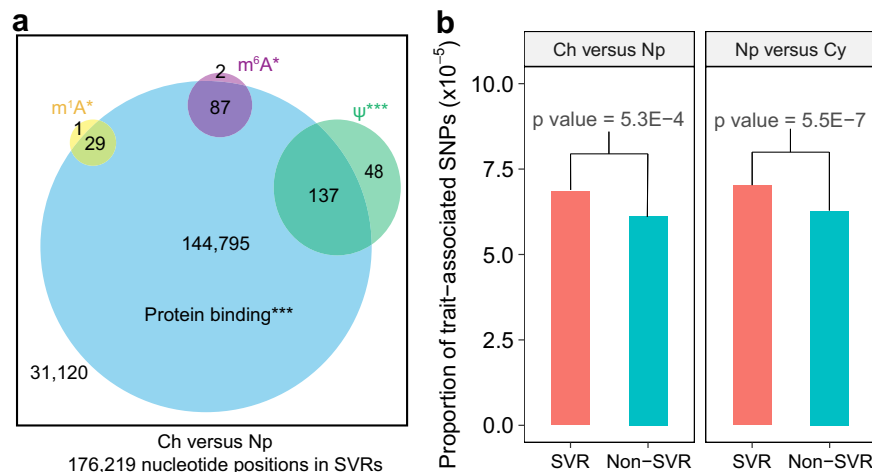 a
2
m⁶A*
87
m¹A*
1
29
ψ***
48
137
144,795
Protein binding***
31,120
Ch versus Np
176,219 nucleotide positions in SVRs
b
Proportion of trait−associated SNPs (x10⁻⁵)
10.0
7.5
5.0
2.5
0.0
Ch versus Np
p value = 5.3E−4
SVR Non−SVR
Np versus Cy
p value = 5.5E−7
SVR Non−SVR